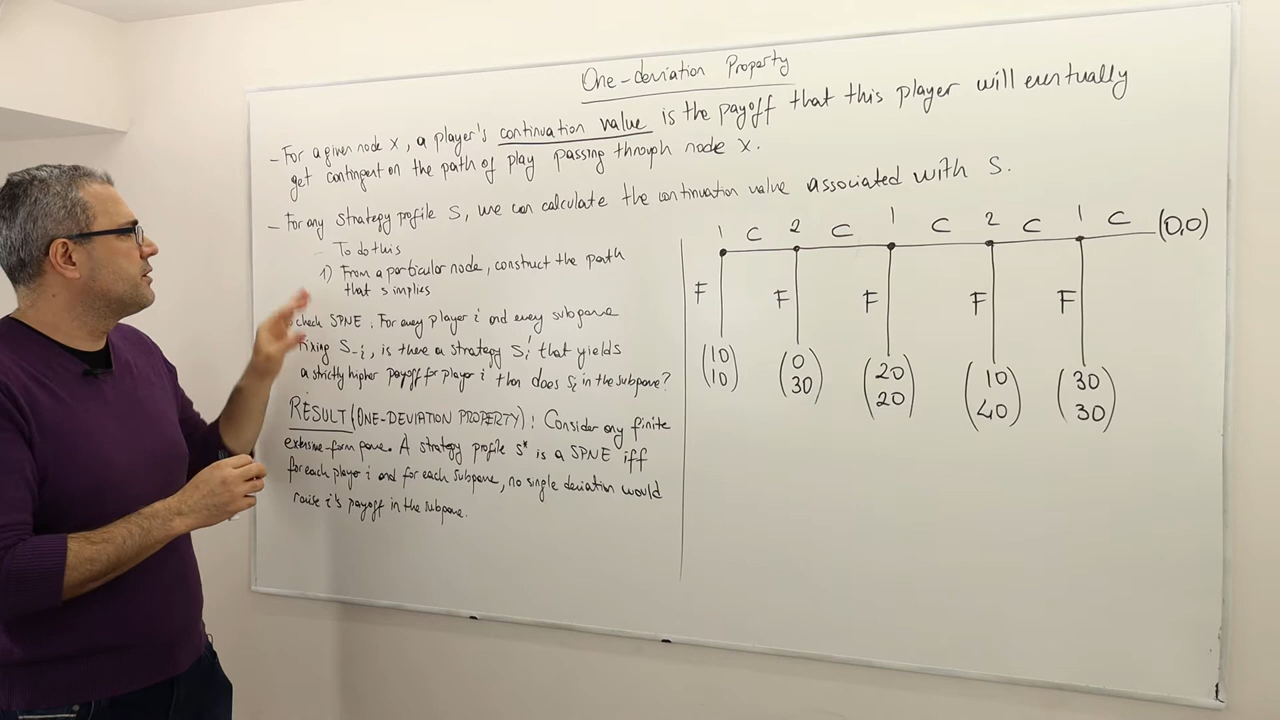 One-deviation Property
- For a given node x, a player's continuation value is the payoff that this player will eventually
get contingent on the path of play passing through node x.
- For any strategy profile s, we can calculate the continuation value associated with s.
- To do this
1) From a particular node, construct the path
that s implies
check SPNE. For every player i and every subgame
fixing S-i, is there a strategy Si' that yields
a strictly higher payoff for player i than does Si in the subgame?
RESULT (ONE-DEVIATION PROPERTY): Consider any finite
extensive-form game. A strategy profile s* is a SPNE iff
for each player i and for each subgame, no single deviation would
raise i's payoff in the subgame.
1 C 2 C 1 C 2 C 1 C (0,0)
F F F F F
(10 (0 (20 (10 (30
10) 30) 20) 40) 30)